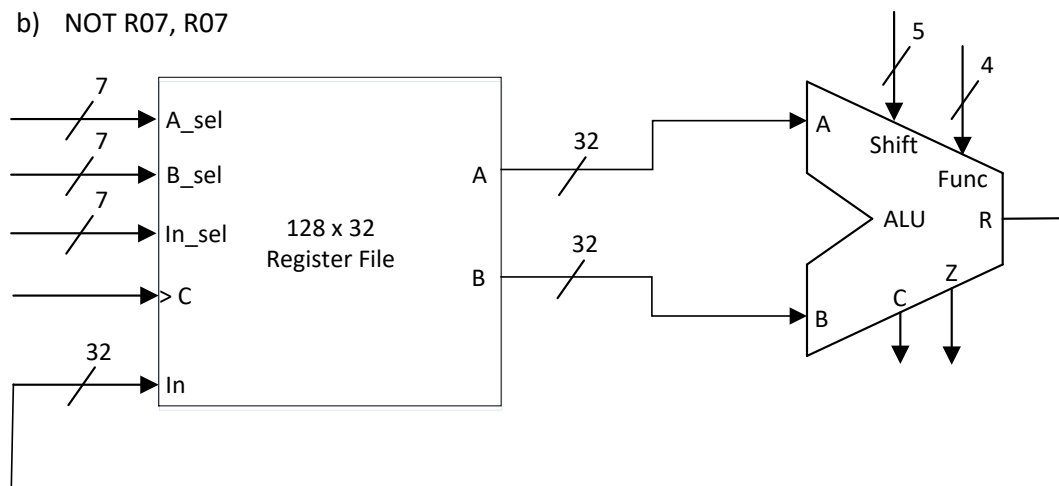 b) NOT R07, R07
5
4
7
A_sel
7
B_sel
7
In_sel
> C
32
In
128 x 32
Register File
A
B
32
32
A
Shift
Func
ALU
R
Z
C
B